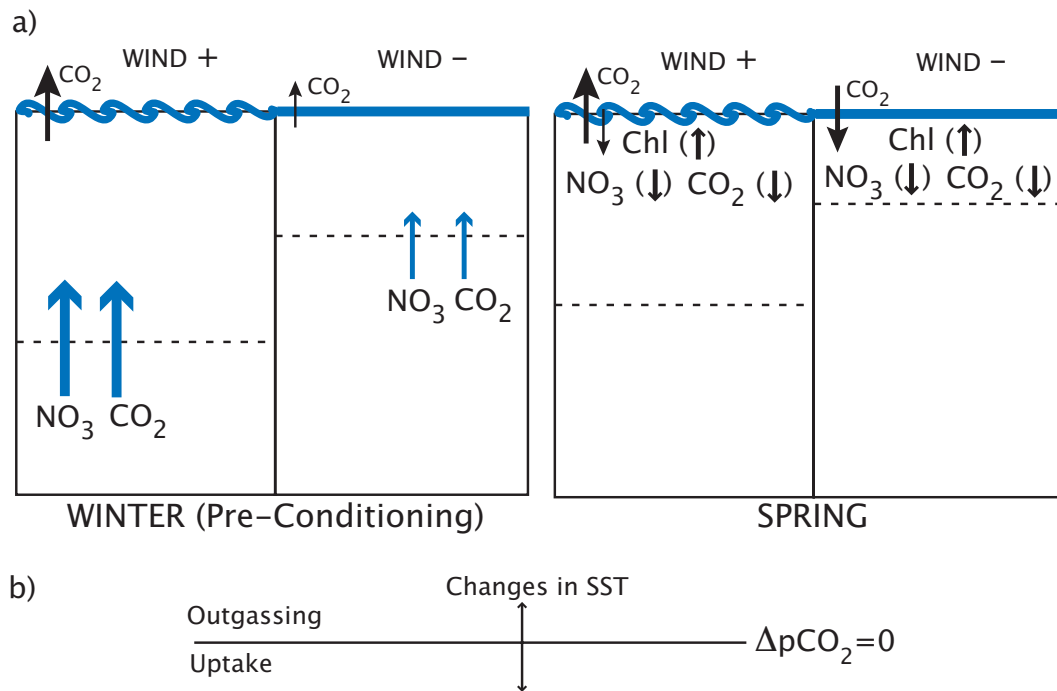 a)
WIND + WIND − WIND + WIND −
CO2 CO2 CO2 CO2
Chl (↑) Chl (↑)
NO3 (↓) CO2 (↓) NO3 (↓) CO2 (↓)
NO3 CO2
NO3 CO2
WINTER (Pre-Conditioning) SPRING
b)
Changes in SST
Outgassing
ΔpCO2=0
Uptake